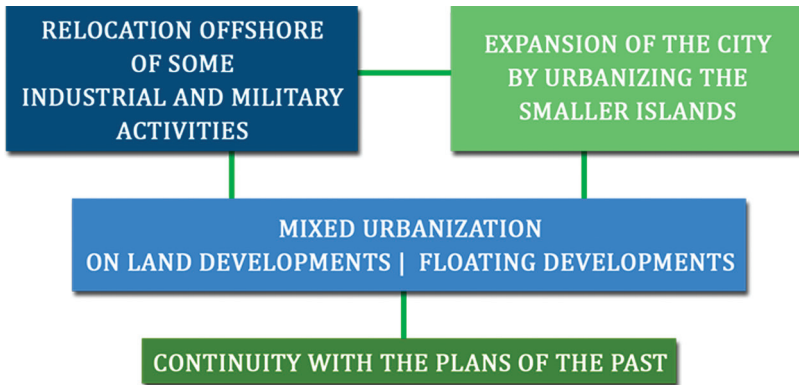 RELOCATION OFFSHORE
OF SOME
INDUSTRIAL AND MILITARY
ACTIVITIES
EXPANSION OF THE CITY
BY URBANIZING THE
SMALLER ISLANDS
MIXED URBANIZATION
ON LAND DEVELOPMENTS | FLOATING DEVELOPMENTS
CONTINUITY WITH THE PLANS OF THE PAST